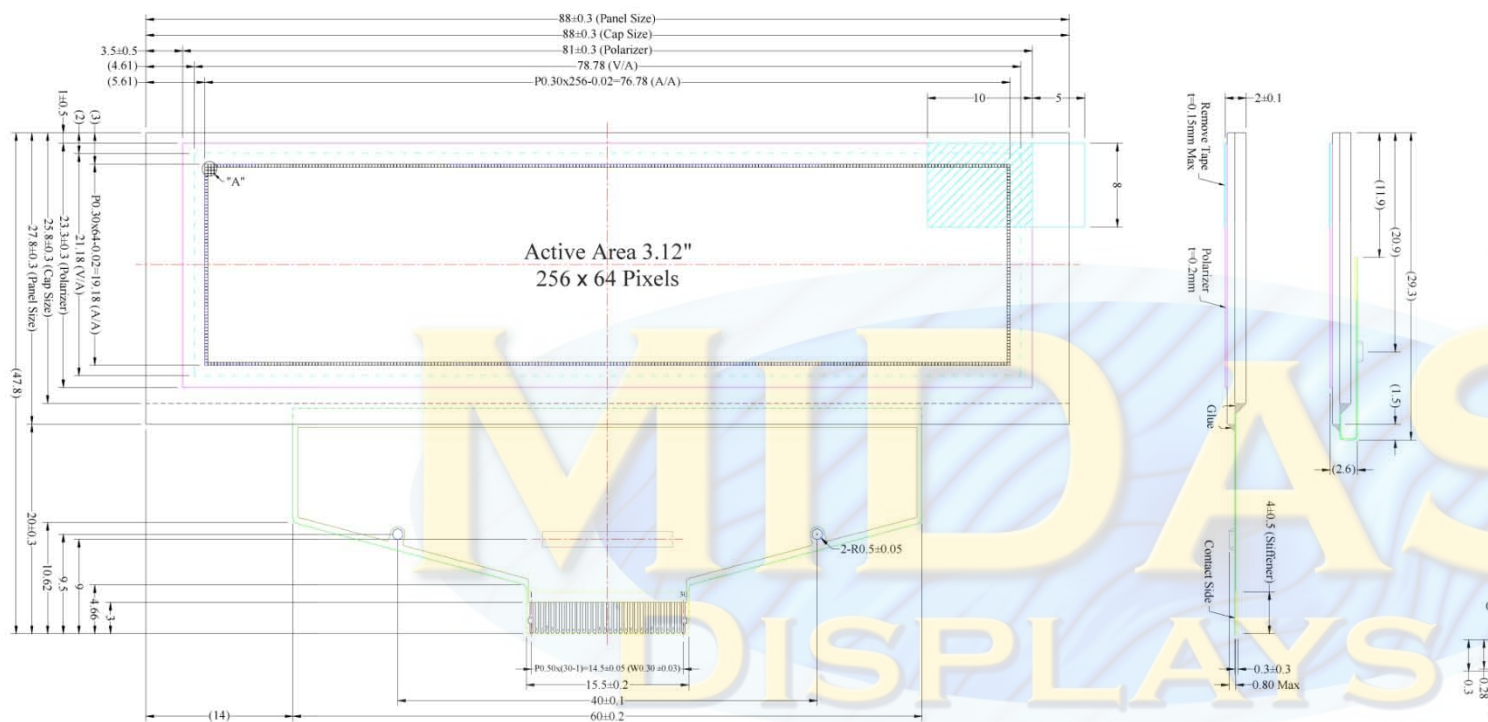 88±0.3 (Panel Size)
88±0.3 (Cap Size)
3.5±0.5
81±0.3 (Polarizer)
(4.61)
78.78 (V/A)
(5.61)
P0.30x256-0.02=76.78 (A/A)
1±0.5
(2)
(3)
10
5
8
"A"
Active Area 3.12"
256 x 64 Pixels
P0.30x64-0.02=19.18 (A/A)
21.18 (V/A)
23.3±0.3 (Polarizer)
25.8±0.3 (Cap Size)
27.8±0.3 (Panel Size)
(47.8)
20±0.3
10.62
9.5
9
4.66
3
2-R0.5±0.05
1
P0.50x(30-1)=14.5±0.05 (W0.30 ±0.03)
15.5±0.2
40±0.1
(14)
60±0.2
2±0.1
Remove Tape
t=0.15mm Max
Polarizer
t=0.2mm
Glue
4±0.5 (Stiffener)
Contact Side
0.3±0.3
0.80 Max
(11.9)
(20.9)
(29.3)
(1.5)
(2.6)
0.28
0.3
MIDAS
DISPLAYS